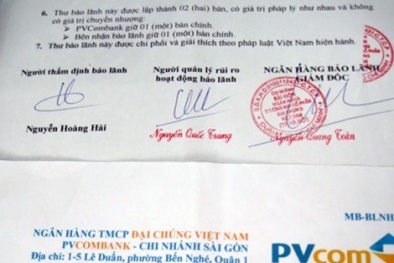 6. Thư bảo lãnh này được lập thành 02 (hai) bản, có giá trị pháp lý như nhau và không
có giá trị chuyển nhượng:
‣ PVCombank giữ 01 (một) bản chính.
‣ Bên nhận bảo lãnh giữ 01 (một) bản chính.
7. Thư bảo lãnh này được chi phối và giải thích theo pháp luật Việt Nam hiện hành.
Người thẩm định bảo lãnh
Người quản lý rủi ro
hoạt động bảo lãnh
NGÂN HÀNG BẢO LÃNH
GIÁM ĐỐC
Nguyễn Hoàng Hải
Nguyễn Quốc Trung
Nguyễn Quang Toàn
MB-BLNH
NGÂN HÀNG TMCP ĐẠI CHÚNG VIỆT NAM
PVCOMBANK - CHI NHÁNH SÀI GÒN
Địa chỉ: 1-5 Lê Duẩn, phường Bến Nghé, Quận 1
PVcom